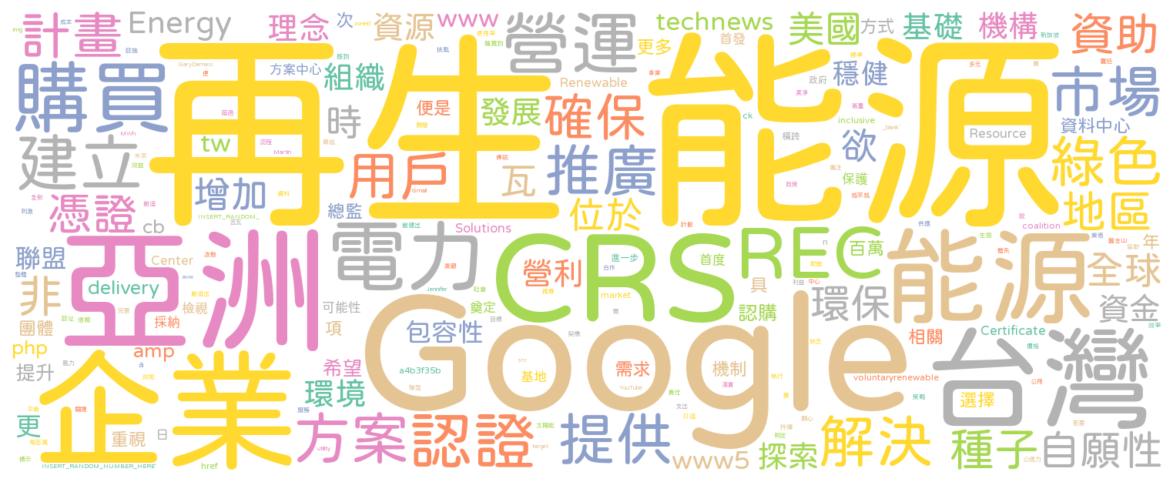 計畫
Energy
理念
次
資源
www
營運
technews
美國
方式
基礎
機構
資助
購買
再生能源
組織
更多
首發
穩健
市場
方案中心
Renewable
時
便是
發展
確保
資料中心
建立
tw
增加
用戶
瓦
推廣
欲
inclusive
ck
橫跨
政府
Resource
綠色
保護
地區
憑證
cb
總監
位於
Solutions
聯盟
Center
亞洲
電力
CRS
REC
百萬
能源
coalition
年
全球
delivery
非
團體
檢視
採納
可能性
營利
進一步
首度
具
環保
資金
奠定
market
認購
php
amp
項
包容性
Google
相關
Certificate
台灣
提升
企業
希望
a4b3f35b
基地
需求
機制
voluntaryrenewable
環境
YouTube
選擇
更
重視
日
方案
認證
提供
www5
探索
解決
種子
自願性
href
utility
INSERT_RANDOM_NUMBER_HERE
INSERT_RANDOM_
Gmail
Martin
Jennifer
MWh